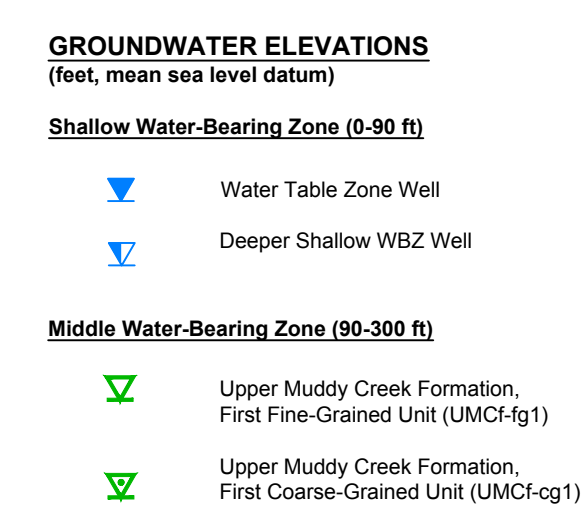 GROUNDWATER ELEVATIONS
(feet, mean sea level datum)
Shallow Water-Bearing Zone (0-90 ft)
Water Table Zone Well
Deeper Shallow WBZ Well
Middle Water-Bearing Zone (90-300 ft)
Upper Muddy Creek Formation,
First Fine-Grained Unit (UMCf-fg1)
Upper Muddy Creek Formation,
First Coarse-Grained Unit (UMCf-cg1)